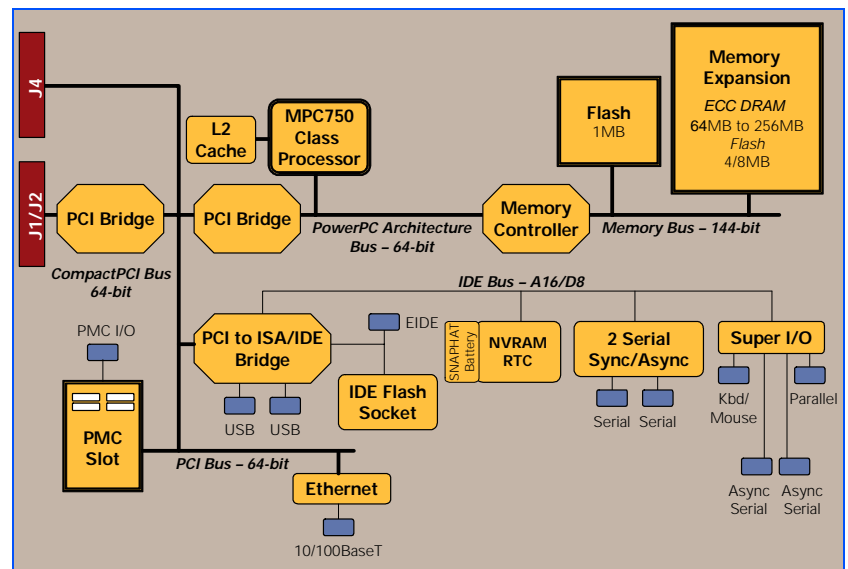 J4
J1/J2
L2
Cache
MPC750
Class
Processor
Flash
1MB
Memory
Expansion
ECC DRAM
64MB to 256MB
Flash
4/8MB
PCI Bridge
PCI Bridge
Memory
Controller
PowerPC Architecture
Bus – 64-bit
Memory Bus – 144-bit
CompactPCI Bus
64-bit
IDE Bus – A16/D8
PMC I/O
PCI to ISA/IDE
Bridge
EIDE
SNAPHAT
Battery
NVRAM
RTC
2 Serial
Sync/Async
Super I/O
IDE Flash
Socket
USB
USB
Serial
Serial
Kbd/
Mouse
Parallel
PMC
Slot
PCI Bus – 64-bit
Ethernet
10/100BaseT
Async
Serial
Async
Serial